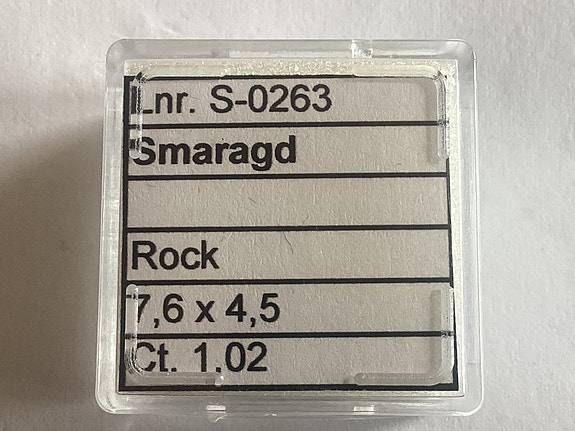 Lnr. S-0263
Smaragd
Rock
7,6 x 4,5
Ct. 1.02